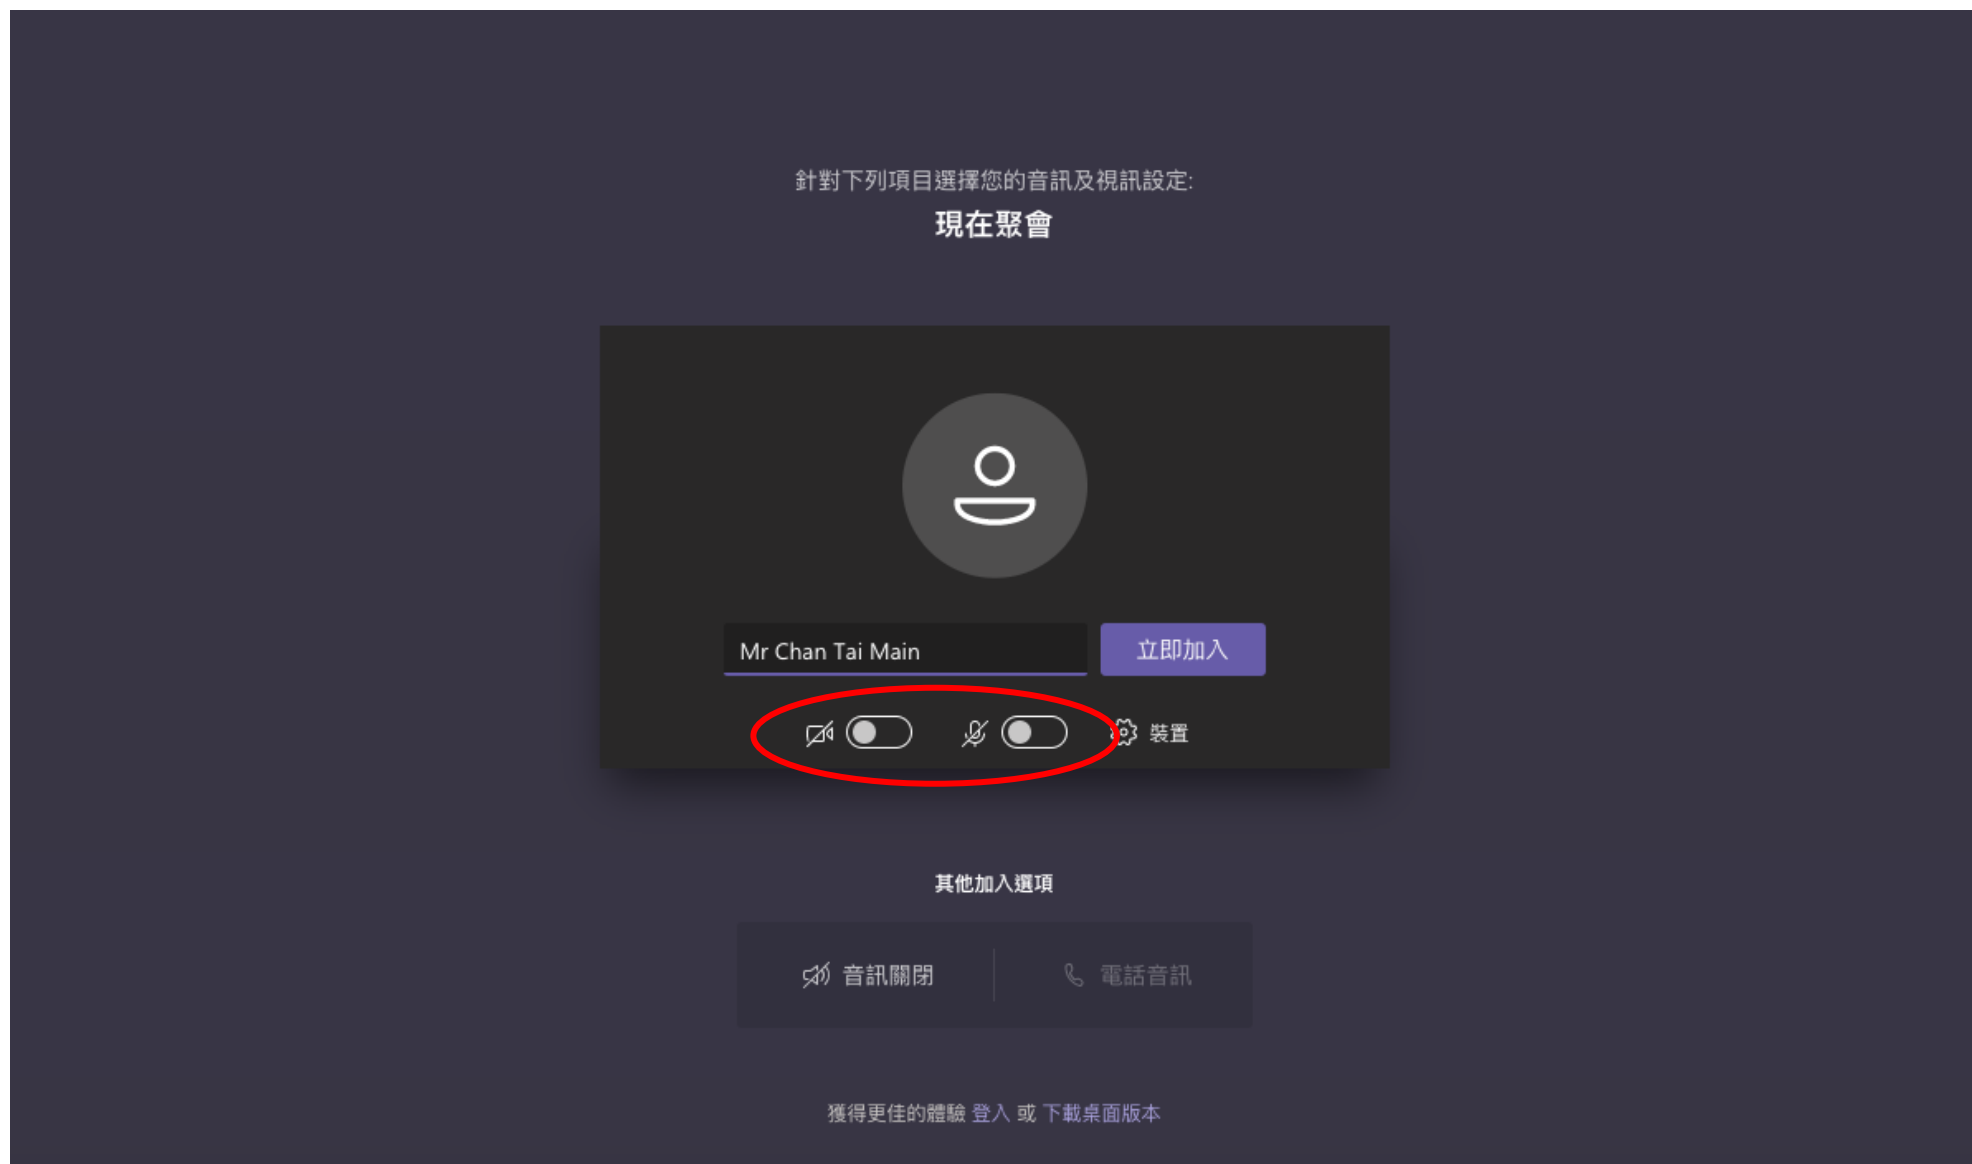 針對下列項目選擇您的音訊及視訊設定:
現在聚會
Mr Chan Tai Main
立即加入
裝置
其他加入選項
音訊關閉
電話音訊
獲得更佳的體驗 登入 或 下載桌面版本